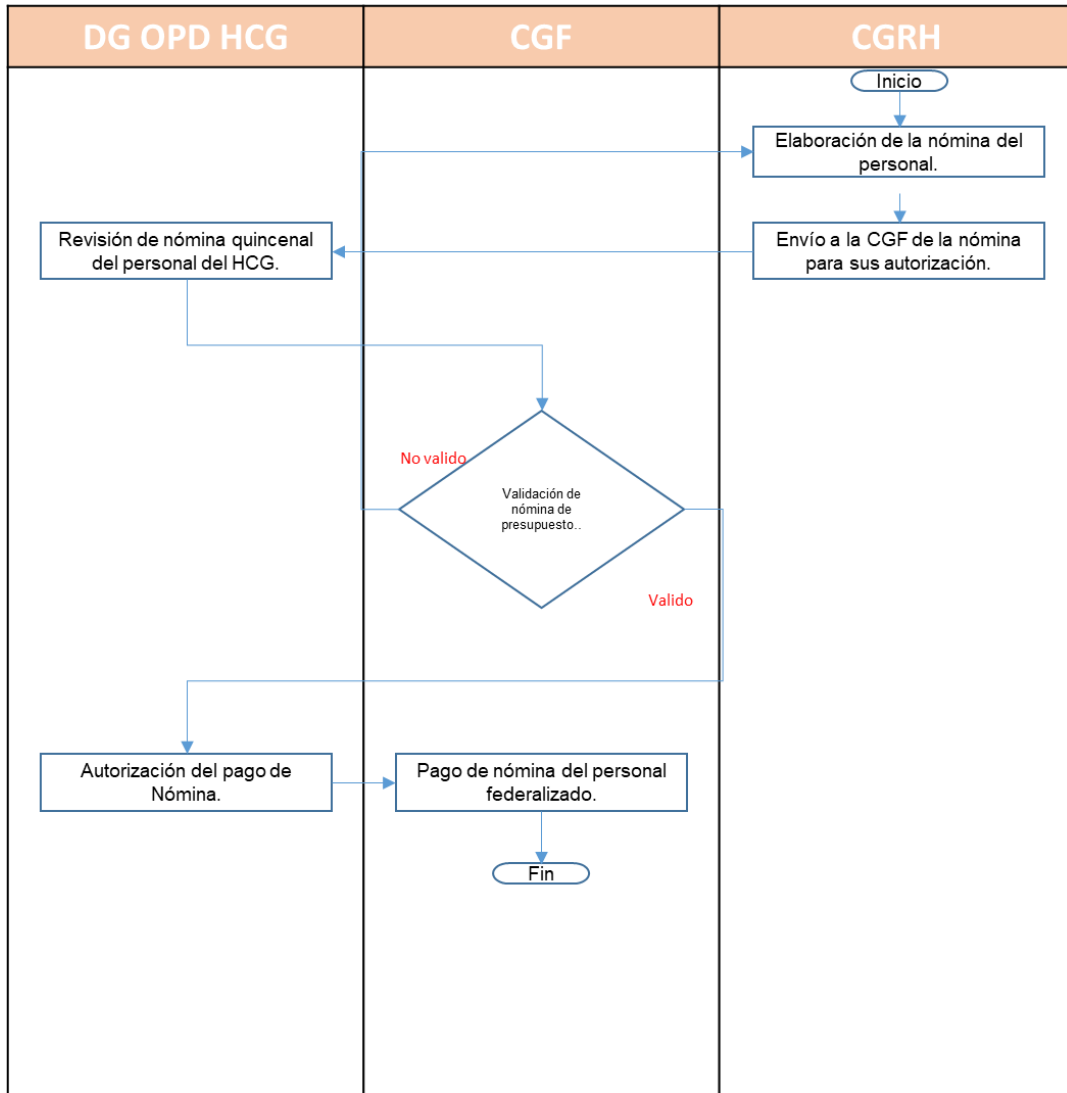 DG OPD HCG
CGF
CGRH
Inicio
Elaboración de la nómina del
personal.
Revisión de nómina quincenal
del personal del HCG.
Envío a la CGF de la nómina
para sus autorización.
No valido
Validación de
nómina de
presupuesto..
Valido
Autorización del pago de
Nómina.
Pago de nómina del personal
federalizado.
Fin